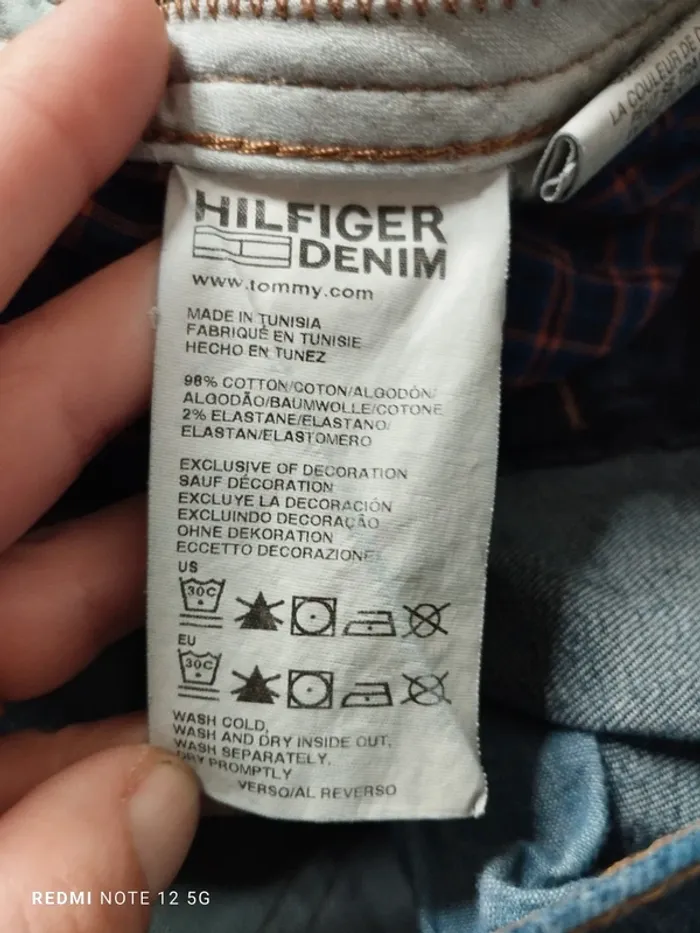 HILFIGER
DENIM
www.tommy.com
MADE IN TUNISIA
FABRIQUÉ EN TUNISIE
HECHO EN TUNEZ
98% COTTON/COTON/ALGODÓN/
ALGODÃO/BAUMWOLLE/COTONE
2% ELASTANE/ELASTANO/
ELASTAN/ELASTOMERO
EXCLUSIVE OF DECORATION
SAUF DÉCORATION
EXCLUYE LA DECORACIÓN
EXCLUINDO DECORAÇÃO
OHNE DEKORATION
ECCETTO DECORAZIONE
US
30C
EU
30C
WASH COLD,
WASH AND DRY INSIDE OUT,
WASH SEPARATELY,
DRY PROMPTLY
VERSO/AL REVERSO
LA COULEUR DE
REDMI NOTE 12 5G